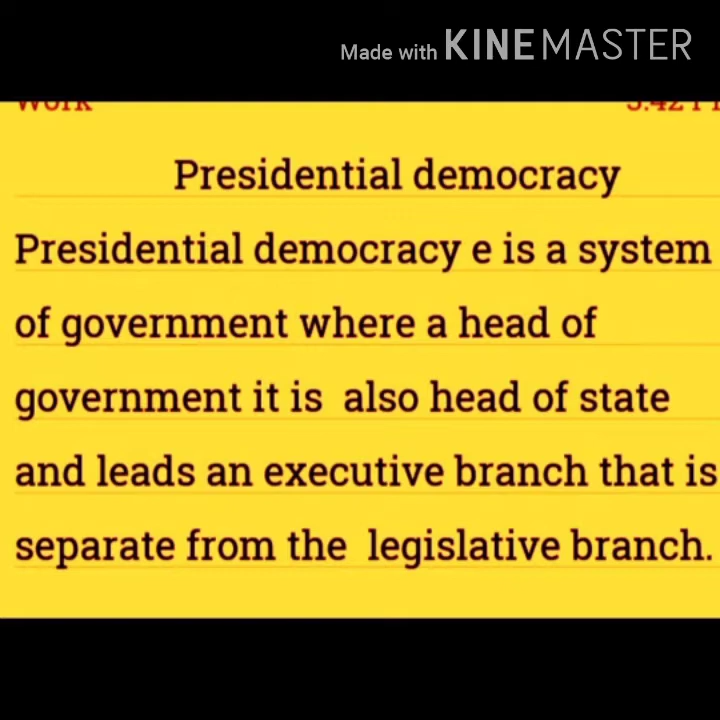 Made with KINEMASTER
Work
Presidential democracy
Presidential democracy e is a system
of government where a head of
government it is  also head of state
and leads an executive branch that is
separate from the  legislative branch.